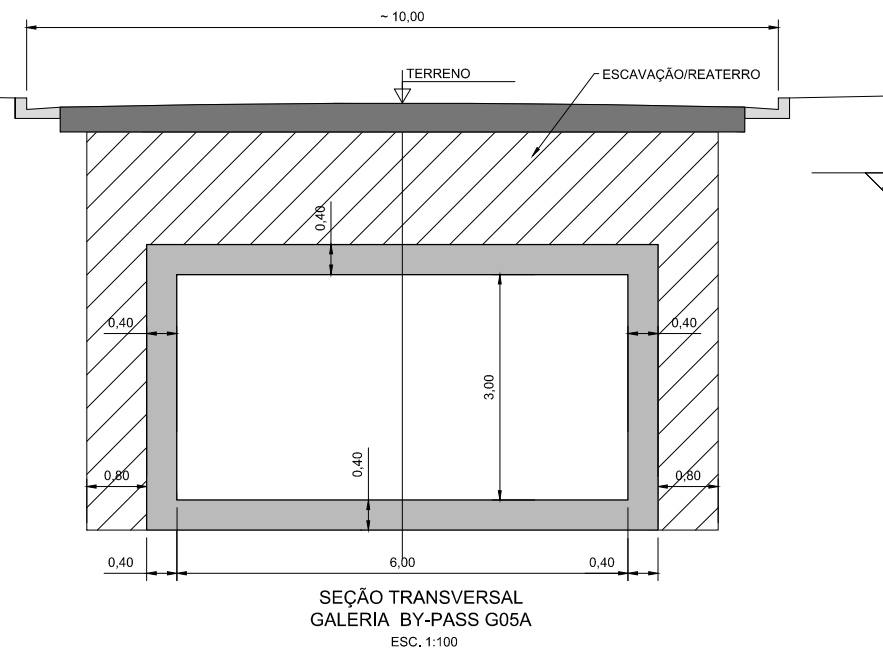 ~ 10,00
TERRENO
ESCAVAÇÃO/REATERRO
0,40
0,40
0,40
3,00
0,40
0,80
0,80
0,40
6,00
0,40
SEÇÃO TRANSVERSAL
GALERIA BY-PASS G05A
ESC. 1:100